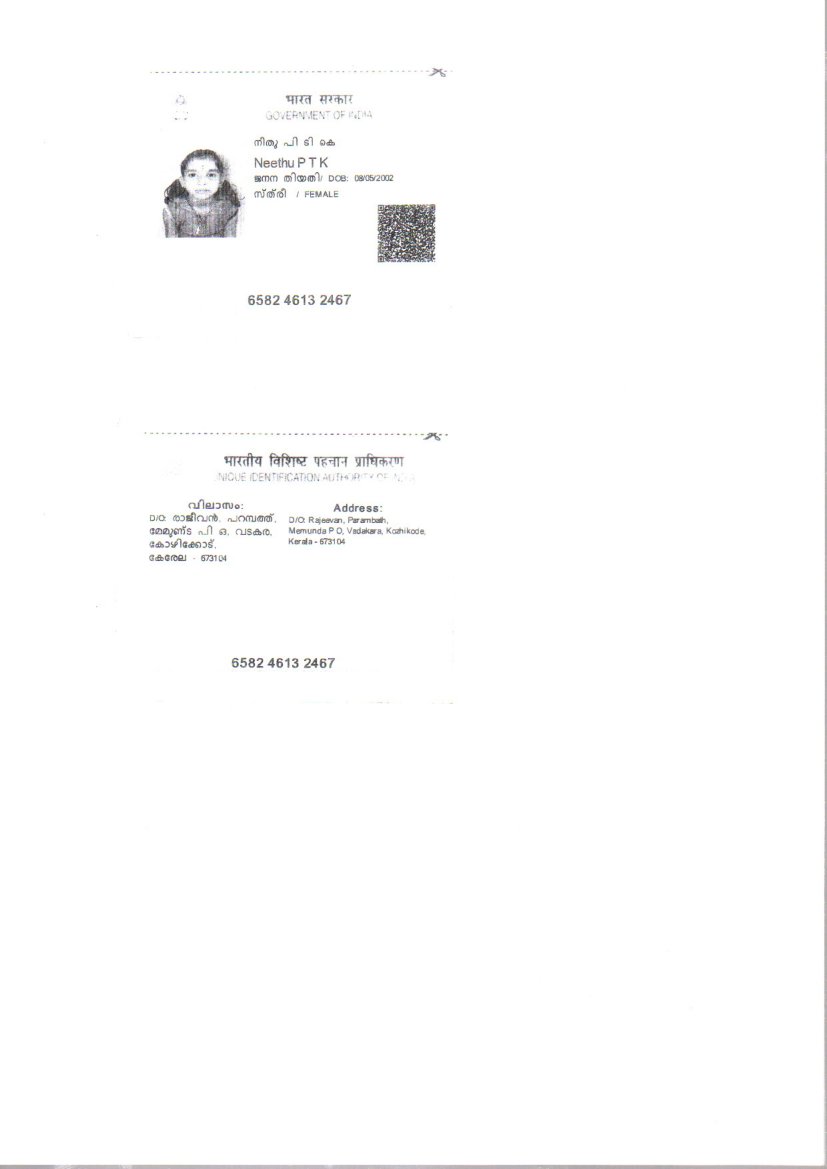 भारत सरकार
GOVERNMENT OF INDIA
നിതു പി ടി കെ
Neethu P T K
ജനന തിയതി/ DOB: 08/05/2002
സ്ത്രീ / FEMALE
6582 4613 2467
भारतीय विशिष्ट पहचान प्राधिकरण
UNIQUE IDENTIFICATION AUTHORITY OF INDIA
വിലാസം:
D/O: രാജീവൻ, പറമ്പത്ത്,
മേമുണ്ട പി ഒ, വടകര,
കോഴിക്കോട്,
കേരേല - 673104
Address:
D/O: Rajeevan, Parambath,
Memunda P O, Vadakara, Kozhikode,
Kerala - 673104
6582 4613 2467